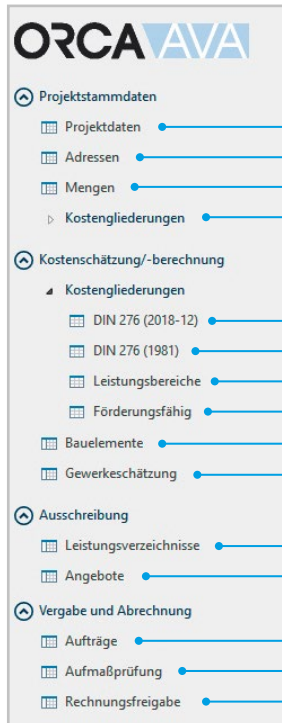 ORCA AVA
Projektstammdaten
Projektdaten
Adressen
Mengen
Kostengliederungen
Kostenschätzung/-berechnung
Kostengliederungen
DIN 276 (2018-12)
DIN 276 (1981)
Leistungsbereiche
Förderungsfähig
Bauelemente
Gewerkeschätzung
Ausschreibung
Leistungsverzeichnisse
Angebote
Vergabe und Abrechnung
Aufträge
Aufmaßprüfung
Rechnungsfreigabe